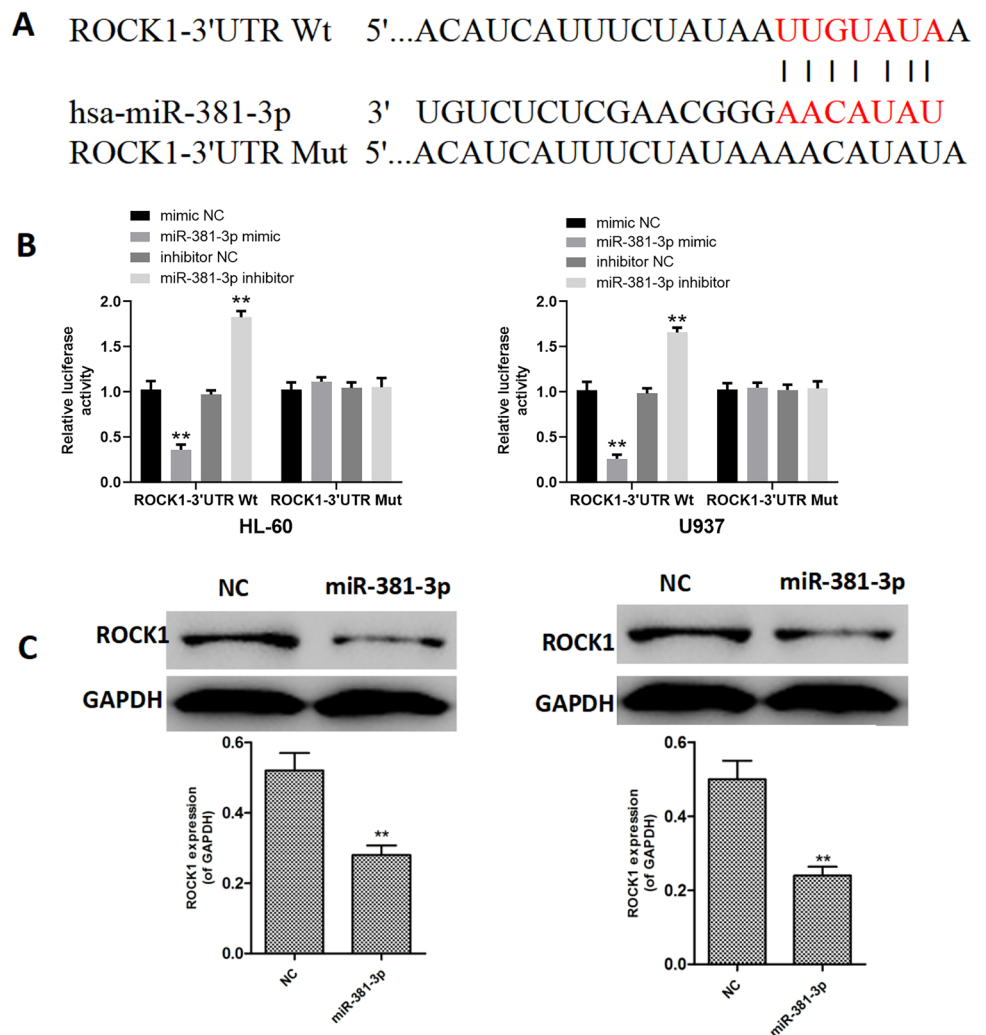 A
ROCK1-3'UTR Wt 5'...ACAUCAUUUCUAUAAUUGUAUAA
hsa-miR-381-3p 3' UGUCUCUCGAACGGGAACAUAU
ROCK1-3'UTR Mut 5'...ACAUCAUUUCUAUAAAACAUAUA
B
mimic NC
miR-381-3p mimic
inhibitor NC
miR-381-3p inhibitor
Relative luciferase
activity
2.0
1.5
1.0
0.5
0.0
**
**
ROCK1-3'UTR Wt ROCK1-3'UTR Mut
HL-60
mimic NC
miR-381-3p mimic
inhibitor NC
miR-381-3p inhibitor
Relative luciferase
activity
2.0
1.5
1.0
0.5
0.0
**
**
ROCK1-3'UTR Wt ROCK1-3'UTR Mut
U937
C
NC miR-381-3p
ROCK1
GAPDH
ROCK1 expression
(of GAPDH)
0.6
0.4
0.2
0.0
**
NC
miR-381-3p
NC miR-381-3p
ROCK1
GAPDH
ROCK1 expression
(of GAPDH)
0.6
0.4
0.2
0.0
**
NC
miR-381-3p